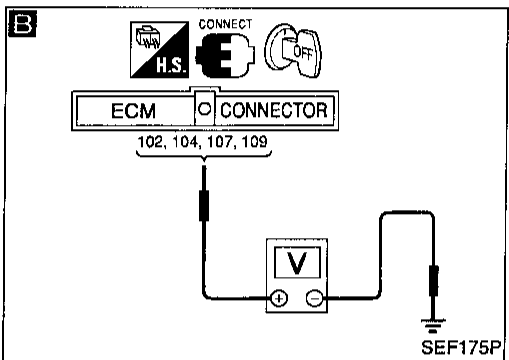 B
CONNECT
H.S.
OFF
ECM CONNECTOR
102, 104, 107, 109
V
+ −
SEF175P